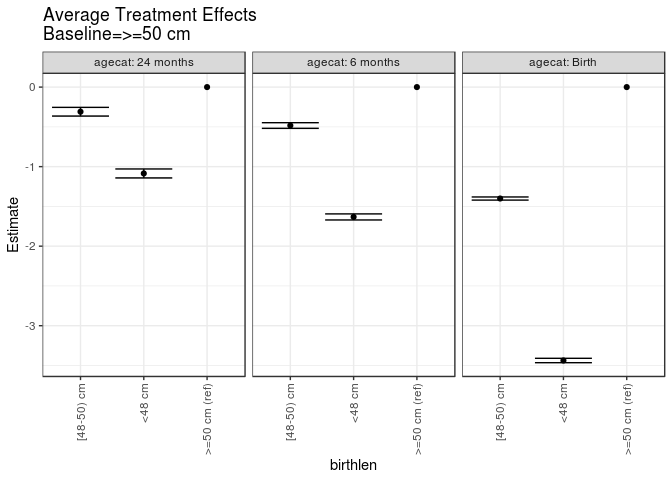 Average Treatment Effects
Baseline=>=50 cm
agecat: 24 months
agecat: 6 months
agecat: Birth
Estimate
0
-1
-2
-3
[48-50) cm
<48 cm
>=50 cm (ref)
[48-50) cm
<48 cm
>=50 cm (ref)
[48-50) cm
<48 cm
>=50 cm (ref)
birthlen